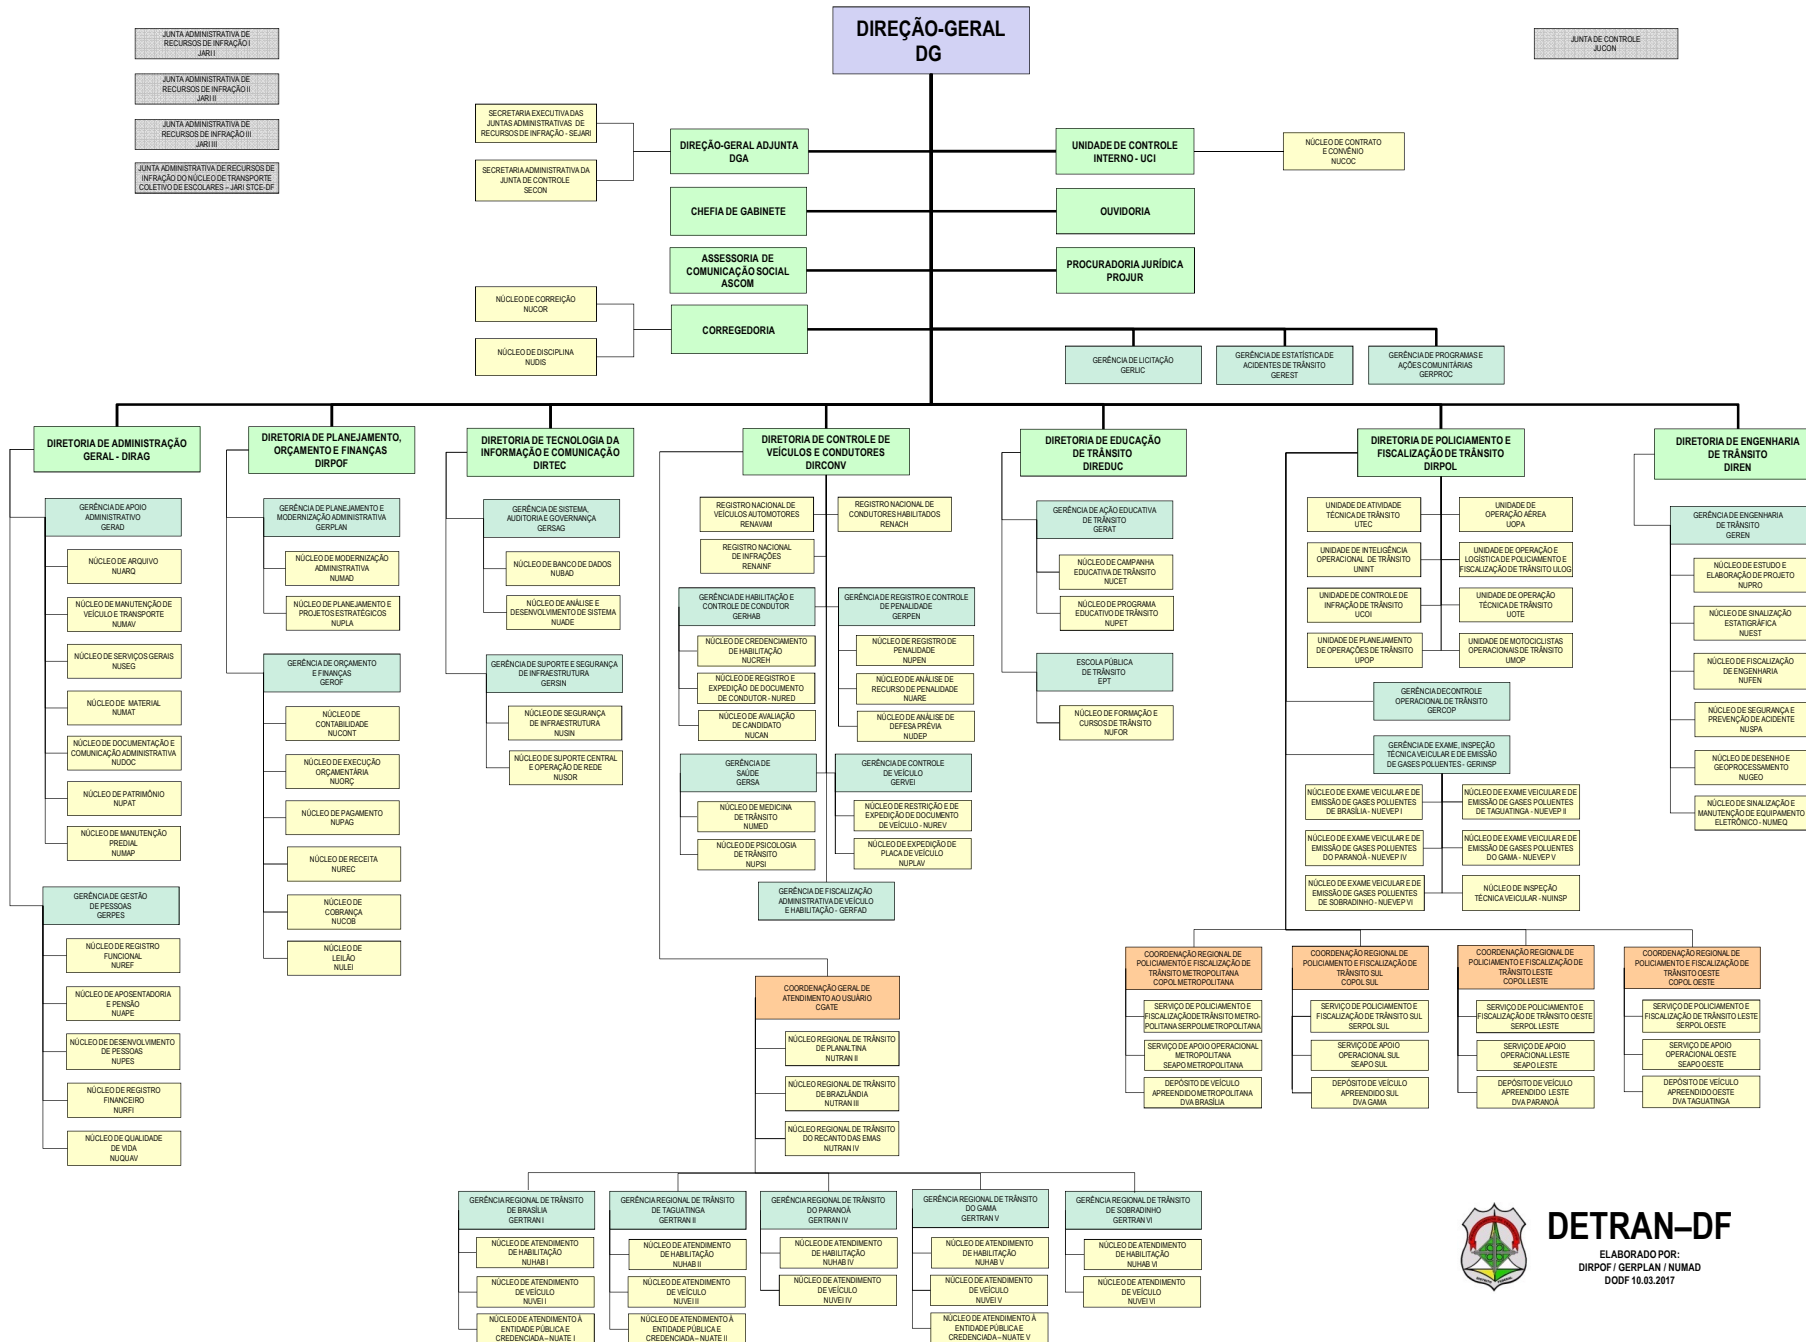 DIREÇÃO-GERAL
DG
JUNTA ADMINISTRATIVA DE
RECURSOS DE INFRAÇÃO I
JARI I
JUNTA ADMINISTRATIVA DE
RECURSOS DE INFRAÇÃO II
JARI II
JUNTA ADMINISTRATIVA DE
RECURSOS DE INFRAÇÃO III
JARI III
JUNTA ADMINISTRATIVA DE RECURSOS DE
INFRAÇÃO DO NÚCLEO DE TRANSPORTE
COLETIVO DE ESCOLARES – JARI STCE-DF
JUNTA DE CONTROLE
JUCON
SECRETARIA EXECUTIVA DAS
JUNTAS ADMINISTRATIVAS DE
RECURSOS DE INFRAÇÃO - SEJARI
SECRETARIA ADMINISTRATIVA DA
JUNTA DE CONTROLE
SECON
DIREÇÃO-GERAL ADJUNTA
DGA
UNIDADE DE CONTROLE
INTERNO - UCI
NÚCLEO DE CONTRATO
E CONVÊNIO
NUCOC
CHEFIA DE GABINETE
OUVIDORIA
ASSESSORIA DE
COMUNICAÇÃO SOCIAL
ASCOM
PROCURADORIA JURÍDICA
PROJUR
NÚCLEO DE CORREIÇÃO
NUCOR
NÚCLEO DE DISCIPLINA
NUDIS
CORREGEDORIA
GERÊNCIA DE LICITAÇÃO
GERLIC
GERÊNCIA DE ESTATÍSTICA DE
ACIDENTES DE TRÂNSITO
GEREST
GERÊNCIA DE PROGRAMAS E
AÇÕES COMUNITÁRIAS
GERPROC
DIRETORIA DE ADMINISTRAÇÃO
GERAL - DIRAG
GERÊNCIA DE APOIO
ADMINISTRATIVO
GERAD
NÚCLEO DE ARQUIVO
NUARQ
NÚCLEO DE MANUTENÇÃO DE
VEÍCULO E TRANSPORTE
NUMAV
NÚCLEO DE SERVIÇOS GERAIS
NUSEG
NÚCLEO DE MATERIAL
NUMAT
NÚCLEO DE DOCUMENTAÇÃO E
COMUNICAÇÃO ADMINISTRATIVA
NUDOC
NÚCLEO DE PATRIMÔNIO
NUPAT
NÚCLEO DE MANUTENÇÃO
PREDIAL
NUMAP
GERÊNCIA DE GESTÃO
DE PESSOAS
GERPES
NÚCLEO DE REGISTRO
FUNCIONAL
NUREF
NÚCLEO DE APOSENTADORIA
E PENSÃO
NUAPE
NÚCLEO DE DESENVOLVIMENTO
DE PESSOAS
NUPES
NÚCLEO DE REGISTRO
FINANCEIRO
NURFI
NÚCLEO DE QUALIDADE
DE VIDA
NUQUAV
DIRETORIA DE PLANEJAMENTO,
ORÇAMENTO E FINANÇAS
DIRPOF
GERÊNCIA DE PLANEJAMENTO E
MODERNIZAÇÃO ADMINISTRATIVA
GERPLAN
NÚCLEO DE MODERNIZAÇÃO
ADMINISTRATIVA
NUMAD
NÚCLEO DE PLANEJAMENTO E
PROJETOS ESTRATÉGICOS
NUPLA
GERÊNCIA DE ORÇAMENTO
E FINANÇAS
GEROF
NÚCLEO DE
CONTABILIDADE
NUCONT
NÚCLEO DE EXECUÇÃO
ORÇAMENTÁRIA
NUORÇ
NÚCLEO DE PAGAMENTO
NUPAG
NÚCLEO DE RECEITA
NUREC
NÚCLEO DE
COBRANÇA
NUCOB
NÚCLEO DE
LEILÃO
NULEI
DIRETORIA DE TECNOLOGIA DA
INFORMAÇÃO E COMUNICAÇÃO
DIRTEC
GERÊNCIA DE SISTEMA,
AUDITORIA E GOVERNANÇA
GERSAG
NÚCLEO DE BANCO DE DADOS
NUBAD
NÚCLEO DE ANÁLISE E
DESENVOLVIMENTO DE SISTEMA
NUADE
GERÊNCIA DE SUPORTE E SEGURANÇA
DE INFRAESTRUTURA
GERSIN
NÚCLEO DE SEGURANÇA
DE INFRAESTRUTURA
NUSIN
NÚCLEO DE SUPORTE CENTRAL
E OPERAÇÃO DE REDE
NUSOR
DIRETORIA DE CONTROLE DE
VEÍCULOS E CONDUTORES
DIRCONV
REGISTRO NACIONAL DE
VEÍCULOS AUTOMOTORES
RENAVAM
REGISTRO NACIONAL DE
CONDUTORES HABILITADOS
RENACH
REGISTRO NACIONAL
DE INFRAÇÕES
RENAINF
GERÊNCIA DE HABILITAÇÃO E
CONTROLE DE CONDUTOR
GERHAB
NÚCLEO DE CREDENCIAMENTO
DE HABILITAÇÃO
NUCREH
NÚCLEO DE REGISTRO E
EXPEDIÇÃO DE DOCUMENTO
DE CONDUTOR - NURED
NÚCLEO DE AVALIAÇÃO
DE CANDIDATO
NUCAN
GERÊNCIA DE REGISTRO E CONTROLE
DE PENALIDADE
GERPEN
NÚCLEO DE REGISTRO DE
PENALIDADE
NUPEN
NÚCLEO DE ANÁLISE DE
RECURSO DE PENALIDADE
NUARE
NÚCLEO DE ANÁLISE DE
DEFESA PRÉVIA
NUDEP
GERÊNCIA DE
SAÚDE
GERSA
NÚCLEO DE MEDICINA
DE TRÂNSITO
NUMED
NÚCLEO DE PSICOLOGIA
DE TRÂNSITO
NUPSI
GERÊNCIA DE CONTROLE
DE VEÍCULO
GERVEI
NÚCLEO DE RESTRIÇÃO E DE
EXPEDIÇÃO DE DOCUMENTO
DE VEÍCULO - NUREV
NÚCLEO DE EXPEDIÇÃO DE
PLACA DE VEÍCULO
NUPLAV
GERÊNCIA DE FISCALIZAÇÃO
ADMINISTRATIVA DE VEÍCULO
E HABILITAÇÃO - GERFAD
COORDENAÇÃO GERAL DE
ATENDIMENTO AO USUÁRIO
CGATE
NÚCLEO REGIONAL DE TRÂNSITO
DE PLANALTINA
NUTRAN II
NÚCLEO REGIONAL DE TRÂNSITO
DE BRAZLÂNDIA
NUTRAN III
NÚCLEO REGIONAL DE TRÂNSITO
DO RECANTO DAS EMAS
NUTRAN IV
GERÊNCIA REGIONAL DE TRÂNSITO
DE BRASÍLIA
GERTRAN I
NÚCLEO DE ATENDIMENTO
DE HABILITAÇÃO
NUHAB I
NÚCLEO DE ATENDIMENTO
DE VEÍCULO
NUVEI I
NÚCLEO DE ATENDIMENTO À
ENTIDADE PÚBLICA E
CREDENCIADA – NUATE I
GERÊNCIA REGIONAL DE TRÂNSITO
DE TAGUATINGA
GERTRAN II
NÚCLEO DE ATENDIMENTO
DE HABILITAÇÃO
NUHAB II
NÚCLEO DE ATENDIMENTO
DE VEÍCULO
NUVEI II
NÚCLEO DE ATENDIMENTO À
ENTIDADE PÚBLICA E
CREDENCIADA – NUATE II
GERÊNCIA REGIONAL DE TRÂNSITO
DO PARANOÁ
GERTRAN IV
NÚCLEO DE ATENDIMENTO
DE HABILITAÇÃO
NUHAB IV
NÚCLEO DE ATENDIMENTO
DE VEÍCULO
NUVEI IV
GERÊNCIA REGIONAL DE TRÂNSITO
DO GAMA
GERTRAN V
NÚCLEO DE ATENDIMENTO
DE HABILITAÇÃO
NUHAB V
NÚCLEO DE ATENDIMENTO
DE VEÍCULO
NUVEI V
NÚCLEO DE ATENDIMENTO À
ENTIDADE PÚBLICA E
CREDENCIADA – NUATE V
GERÊNCIA REGIONAL DE TRÂNSITO
DE SOBRADINHO
GERTRAN VI
NÚCLEO DE ATENDIMENTO
DE HABILITAÇÃO
NUHAB VI
NÚCLEO DE ATENDIMENTO
DE VEÍCULO
NUVEI VI
DIRETORIA DE EDUCAÇÃO
DE TRÂNSITO
DIREDUC
GERÊNCIA DE AÇÃO EDUCATIVA
DE TRÂNSITO
GERAT
NÚCLEO DE CAMPANHA
EDUCATIVA DE TRÂNSITO
NUCET
NÚCLEO DE PROGRAMA
EDUCATIVO DE TRÂNSITO
NUPET
ESCOLA PÚBLICA
DE TRÂNSITO
EPT
NÚCLEO DE FORMAÇÃO E
CURSOS DE TRÂNSITO
NUFOR
DIRETORIA DE POLICIAMENTO E
FISCALIZAÇÃO DE TRÂNSITO
DIRPOL
UNIDADE DE ATIVIDADE
TÉCNICA DE TRÂNSITO
UTEC
UNIDADE DE
OPERAÇÃO AÉREA
UOPA
UNIDADE DE INTELIGÊNCIA
OPERACIONAL DE TRÂNSITO
UNINT
UNIDADE DE OPERAÇÃO E
LOGÍSTICA DE POLICIAMENTO E
FISCALIZAÇÃO DE TRÂNSITO ULOG
UNIDADE DE CONTROLE DE
INFRAÇÃO DE TRÂNSITO
UCOI
UNIDADE DE OPERAÇÃO
TÉCNICA DE TRÂNSITO
UOTE
UNIDADE DE PLANEJAMENTO
DE OPERAÇÕES DE TRÂNSITO
UPOP
UNIDADE DE MOTOCICLISTAS
OPERACIONAIS DE TRÂNSITO
UMOP
GERÊNCIA DECONTROLE
OPERACIONAL DE TRÂNSITO
GERCOP
GERÊNCIA DE EXAME, INSPEÇÃO
TÉCNICA VEICULAR E DE EMISSÃO
DE GASES POLUENTES - GERINSP
NÚCLEO DE EXAME VEICULAR E DE
EMISSÃO DE GASES POLUENTES
DE BRASÍLIA - NUEVEP I
NÚCLEO DE EXAME VEICULAR E DE
EMISSÃO DE GASES POLUENTES
DE TAGUATINGA - NUEVEP II
NÚCLEO DE EXAME VEICULAR E DE
EMISSÃO DE GASES POLUENTES
DO PARANOÁ - NUEVEP IV
NÚCLEO DE EXAME VEICULAR E DE
EMISSÃO DE GASES POLUENTES
DO GAMA - NUEVEP V
NÚCLEO DE EXAME VEICULAR E DE
EMISSÃO DE GASES POLUENTES
DE SOBRADINHO - NUEVEP VI
NÚCLEO DE INSPEÇÃO
TÉCNICA VEICULAR - NUINSP
COORDENAÇÃO REGIONAL DE
POLICIAMENTO E FISCALIZAÇÃO DE
TRÂNSITO METROPOLITANA
COPOL METROPOLITANA
SERVIÇO DE POLICIAMENTO E
FISCALIZAÇÃO DE TRÂNSITO METRO-
POLITANA SERPOL METROPOLITANA
SERVIÇO DE APOIO OPERACIONAL
METROPOLITANA
SEAPO METROPOLITANA
DEPÓSITO DE VEÍCULO
APREENDIDO METROPOLITANA
DVA BRASÍLIA
COORDENAÇÃO REGIONAL DE
POLICIAMENTO E FISCALIZAÇÃO DE
TRÂNSITO SUL
COPOL SUL
SERVIÇO DE POLICIAMENTO E
FISCALIZAÇÃO DE TRÂNSITO SUL
SERPOL SUL
SERVIÇO DE APOIO
OPERACIONAL SUL
SEAPO SUL
DEPÓSITO DE VEÍCULO
APREENDIDO SUL
DVA GAMA
COORDENAÇÃO REGIONAL DE
POLICIAMENTO E FISCALIZAÇÃO DE
TRÂNSITO LESTE
COPOL LESTE
SERVIÇO DE POLICIAMENTO E
FISCALIZAÇÃO DE TRÂNSITO OESTE
SERPOL LESTE
SERVIÇO DE APOIO
OPERACIONAL LESTE
SEAPO LESTE
DEPÓSITO DE VEÍCULO
APREENDIDO LESTE
DVA PARANOÁ
COORDENAÇÃO REGIONAL DE
POLICIAMENTO E FISCALIZAÇÃO DE
TRÂNSITO OESTE
COPOL OESTE
SERVIÇO DE POLICIAMENTO E
FISCALIZAÇÃO DE TRÂNSITO LESTE
SERPOL OESTE
SERVIÇO DE APOIO
OPERACIONAL OESTE
SEAPO OESTE
DEPÓSITO DE VEÍCULO
APREENDIDO OESTE
DVA TAGUATINGA
DIRETORIA DE ENGENHARIA
DE TRÂNSITO
DIREN
GERÊNCIA DE ENGENHARIA
DE TRÂNSITO
GEREN
NÚCLEO DE ESTUDO E
ELABORAÇÃO DE PROJETO
NUPRO
NÚCLEO DE SINALIZAÇÃO
ESTATIGRÁFICA
NUEST
NÚCLEO DE FISCALIZAÇÃO
DE ENGENHARIA
NUFEN
NÚCLEO DE SEGURANÇA E
PREVENÇÃO DE ACIDENTE
NUSPA
NÚCLEO DE DESENHO E
GEOPROCESSAMENTO
NUGEO
NÚCLEO DE SINALIZAÇÃO E
MANUTENÇÃO DE EQUIPAMENTO
ELETRÔNICO - NUMEQ
DETRAN–DF
ELABORADO POR:
DIRPOF / GERPLAN / NUMAD
DODF 10.03.2017